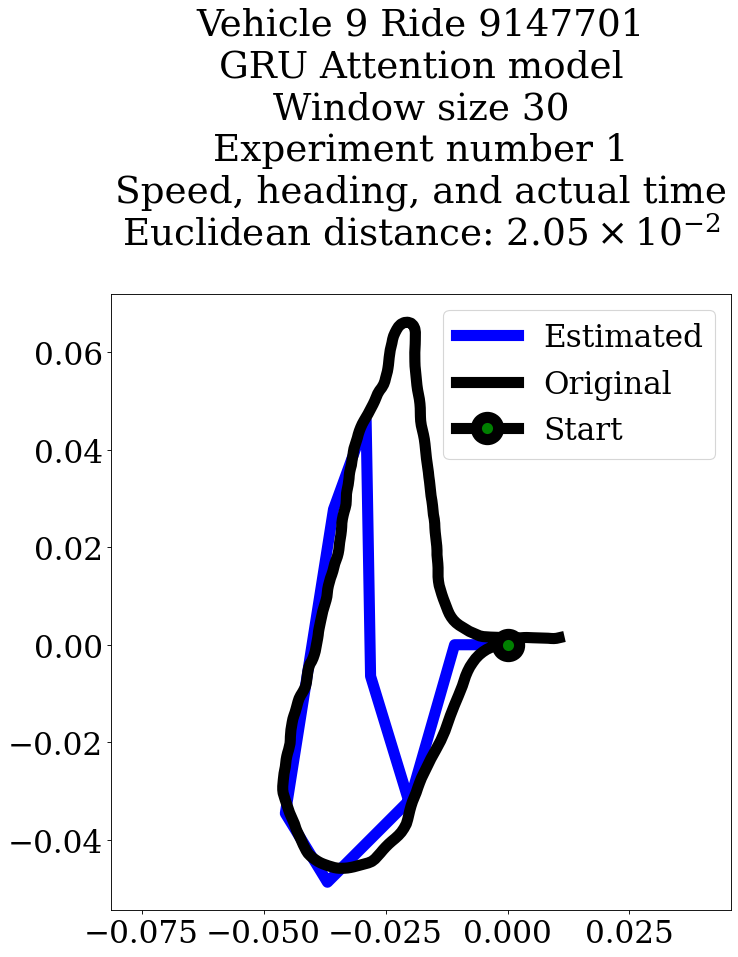 Vehicle 9 Ride 9147701
GRU Attention model
Window size 30
Experiment number 1
Speed, heading, and actual time
Euclidean distance: 2.05 × 10⁻²
Estimated
Original
Start
0.06
0.04
0.02
0.00
−0.02
−0.04
−0.075 −0.050 −0.025 0.000 0.025